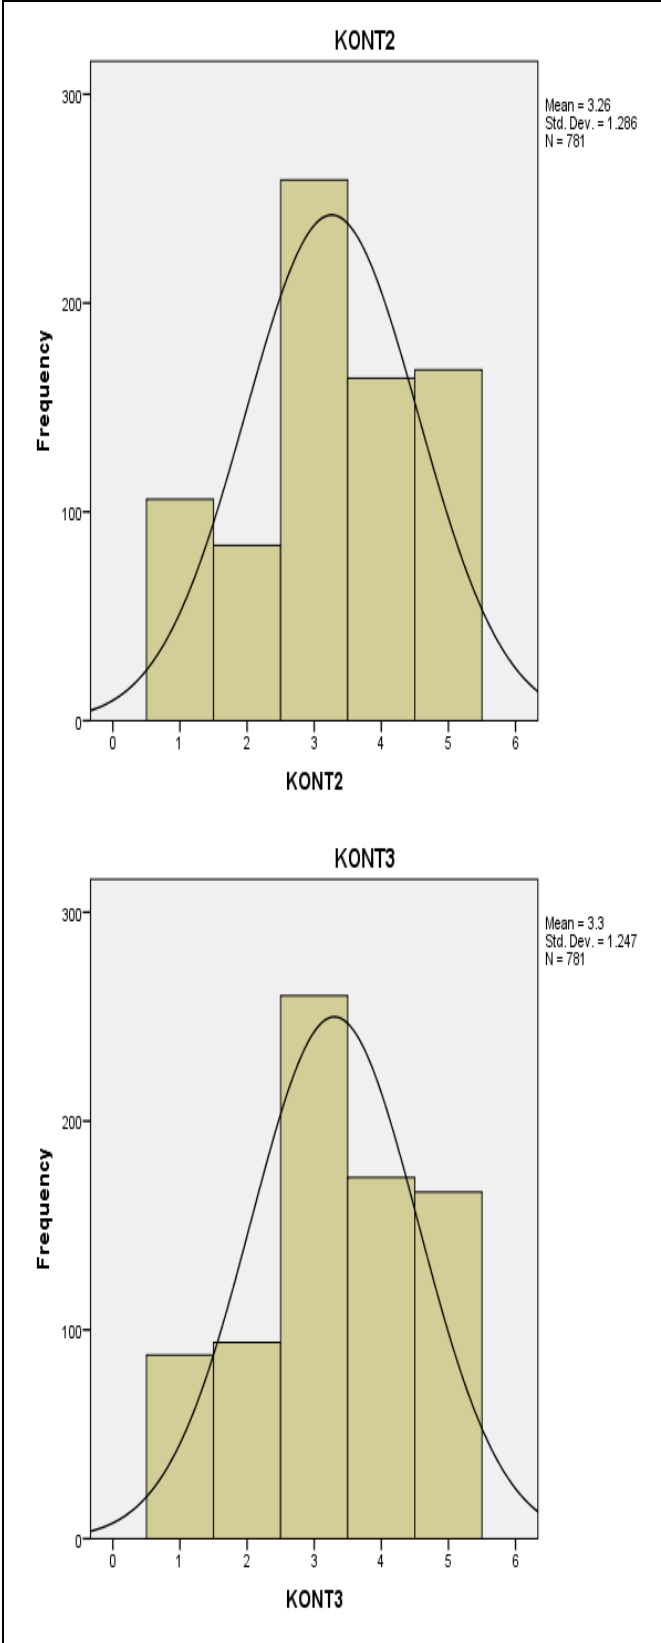 KONT2
Mean = 3.26
Std. Dev. = 1.286
N = 781
300
200
100
0
Frequency
0 1 2 3 4 5 6
KONT2
KONT3
Mean = 3.3
Std. Dev. = 1.247
N = 781
300
200
100
0
Frequency
0 1 2 3 4 5 6
KONT3